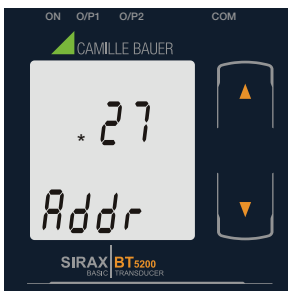 ON O/P1 O/P2 COM
CAMILLE BAUER
* 27
Addr
SIRAX BT5200
BASIC TRANSDUCER